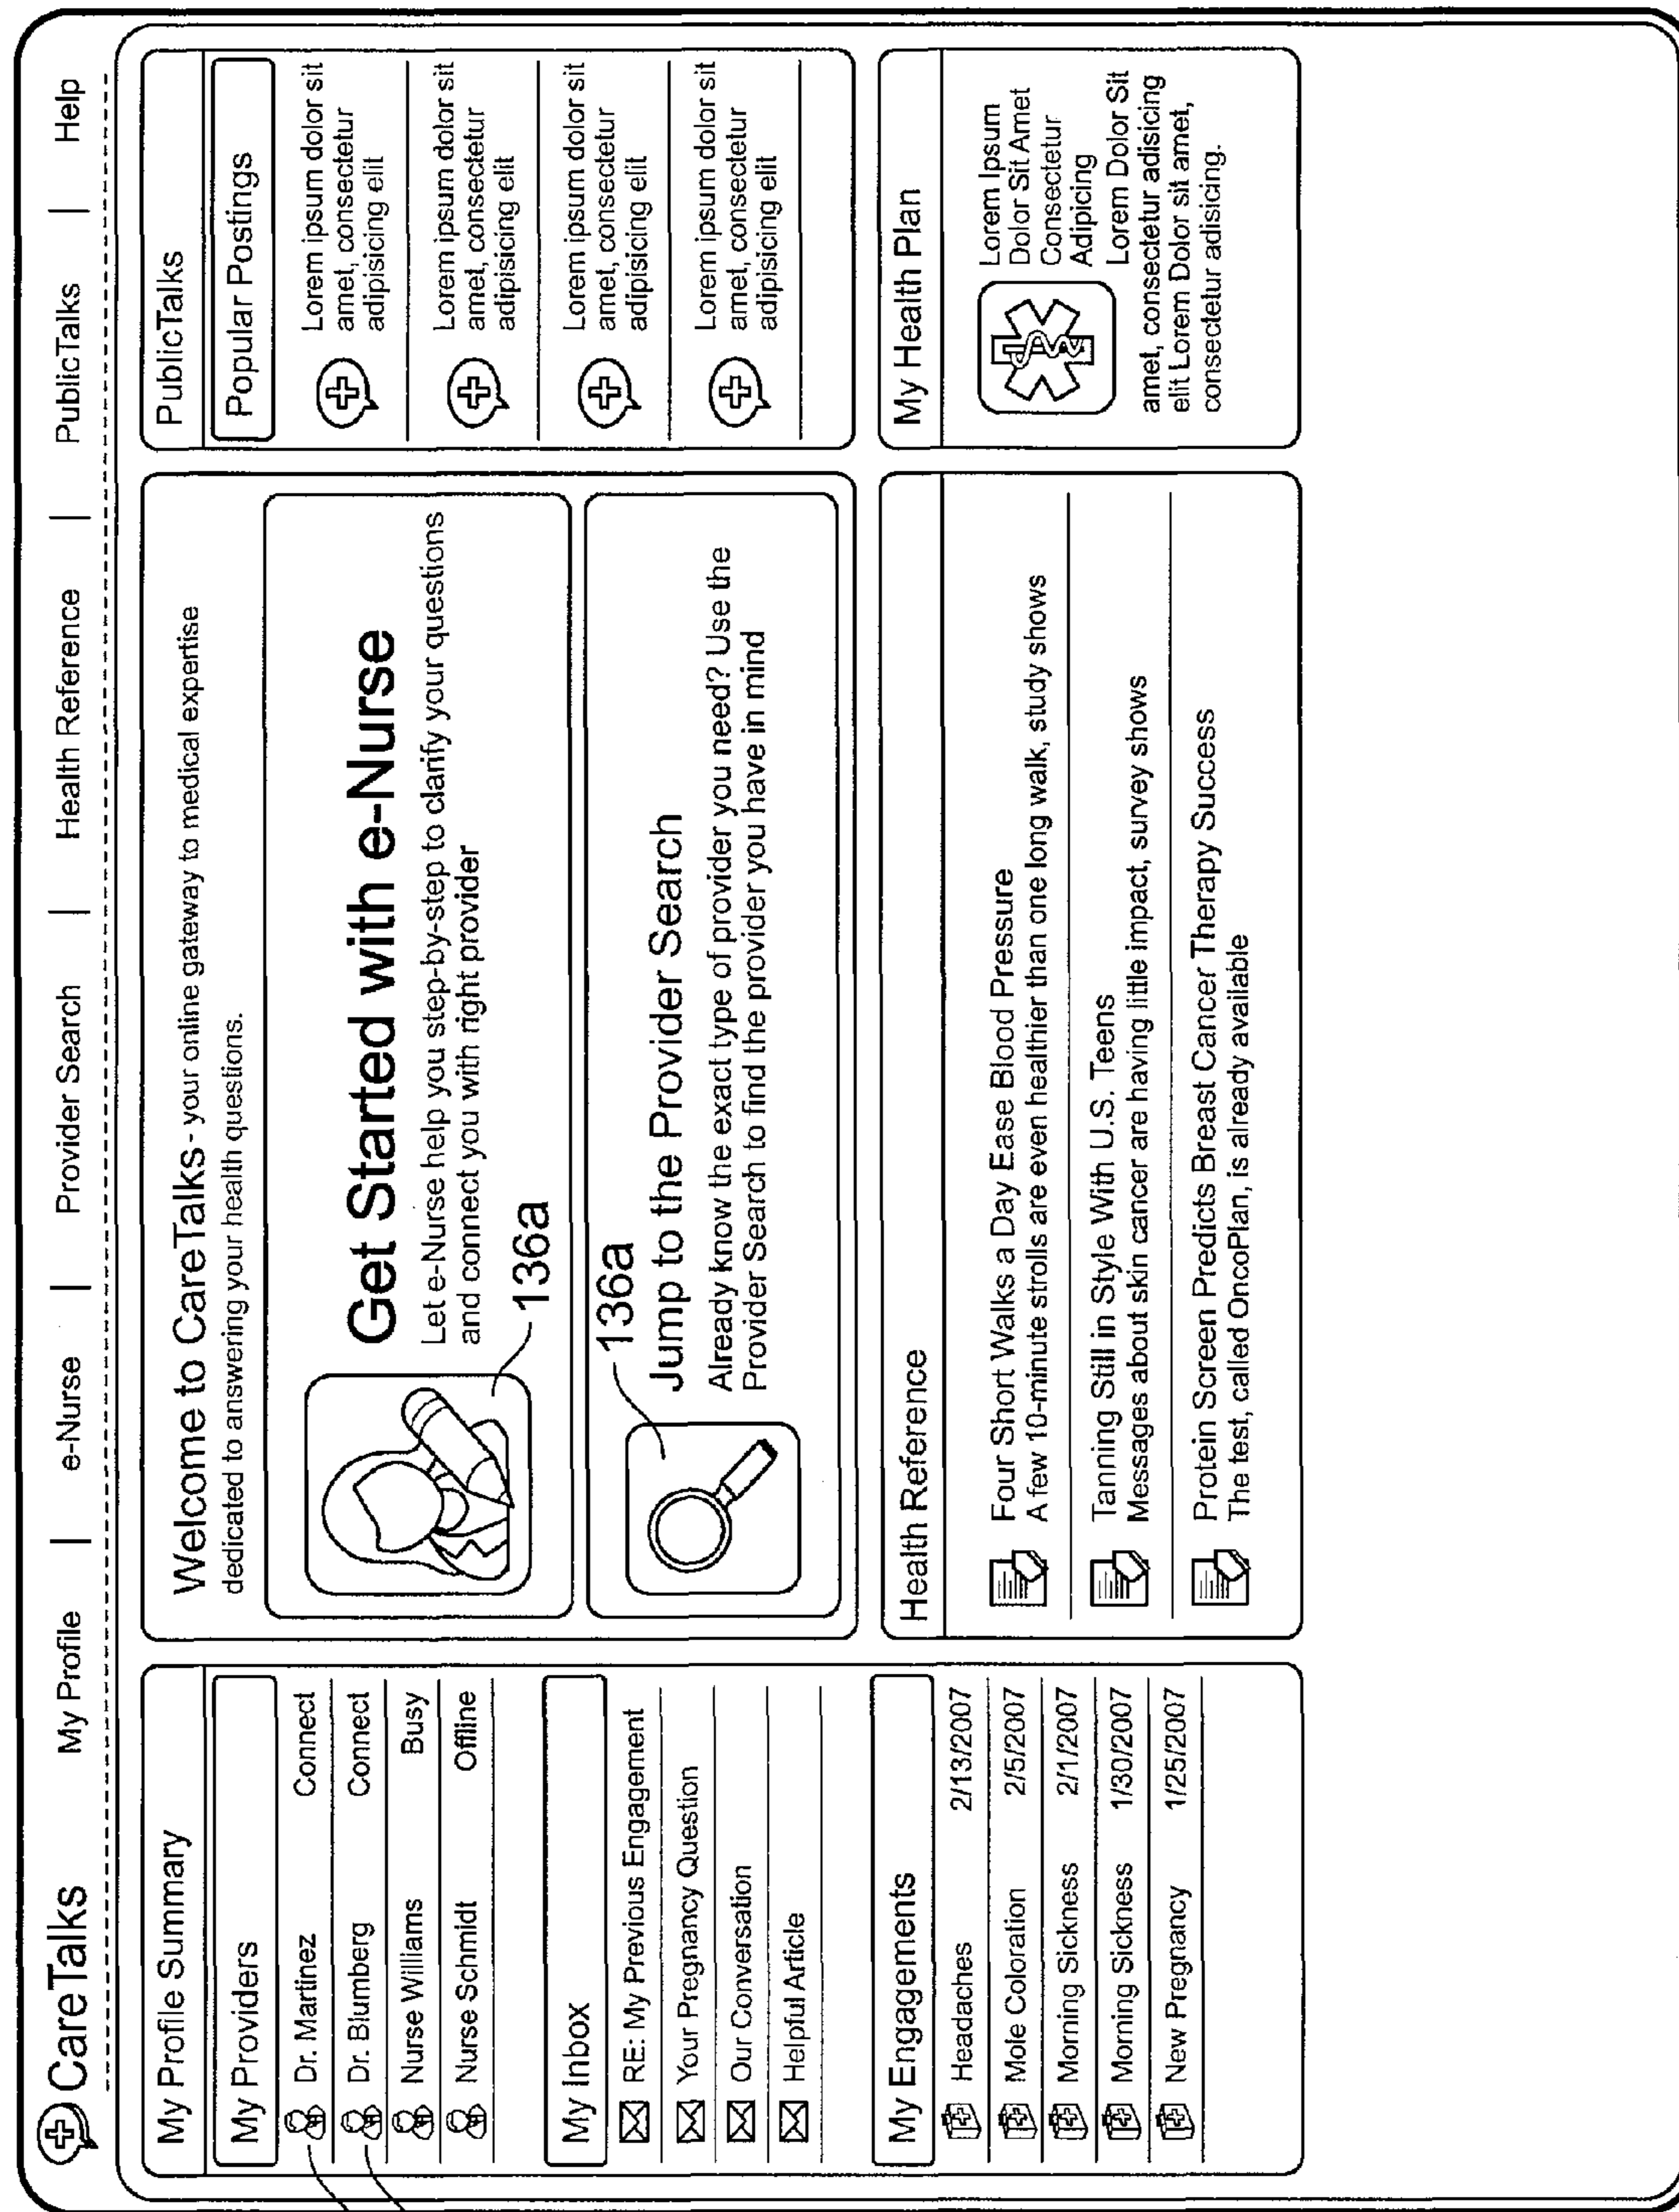 CareTalks
My Profile | e-Nurse | Provider Search | Health Reference | PublicTalks | Help
My Profile Summary
My Providers
Dr. Martinez Connect
Dr. Blumberg Connect
Nurse Williams Busy
Nurse Schmidt Offline
My Inbox
RE: My Previous Engagement
Your Pregnancy Question
Our Conversation
Helpful Article
My Engagements
Headaches 2/13/2007
Mole Coloration 2/5/2007
Morning Sickness 2/1/2007
Morning Sickness 1/30/2007
New Pregnancy 1/25/2007
Welcome to CareTalks - your online gateway to medical expertise
dedicated to answering your health questions.
Get Started with e-Nurse
Let e-Nurse help you step-by-step to clarify your questions
and connect you with right provider
136a
136a
Jump to the Provider Search
Already know the exact type of provider you need? Use the
Provider Search to find the provider you have in mind
Health Reference
Four Short Walks a Day Ease Blood Pressure
A few 10-minute strolls are even healthier than one long walk, study shows
Tanning Still in Style With U.S. Teens
Messages about skin cancer are having little impact, survey shows
Protein Screen Predicts Breast Cancer Therapy Success
The test, called OncoPlan, is already available
PublicTalks
Popular Postings
Lorem ipsum dolor sit
amet, consectetur
adipisicing elit
Lorem ipsum dolor sit
amet, consectetur
adipisicing elit
Lorem ipsum dolor sit
amet, consectetur
adipisicing elit
Lorem ipsum dolor sit
amet, consectetur
adipisicing elit
My Health Plan
Lorem Ipsum
Dolor Sit Amet
Consectetur
Adipicing
Lorem Dolor Sit
amet, consectetur adisicing
elit Lorem Dolor sit amet,
consectetur adisicing.